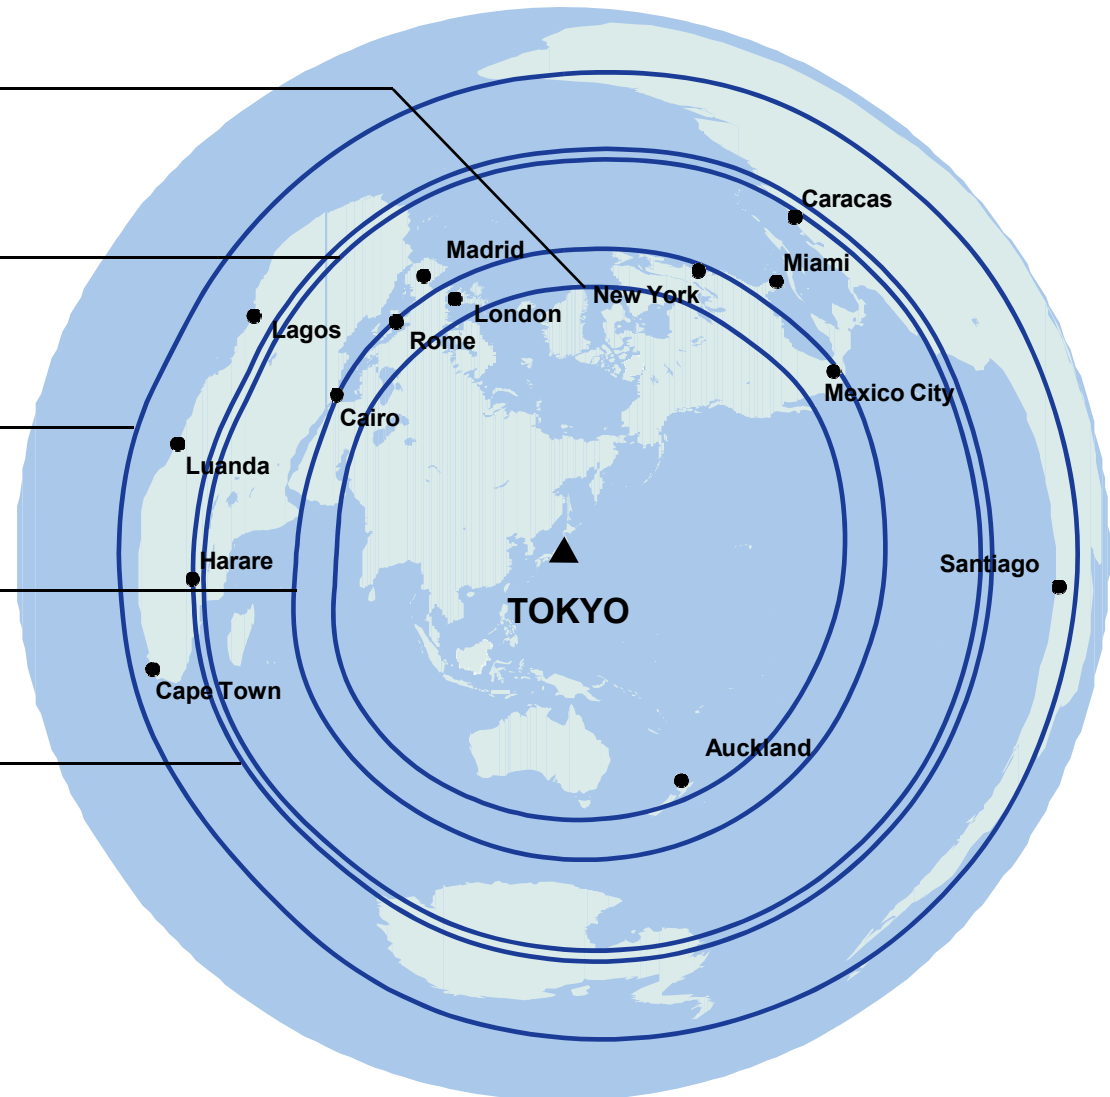 Caracas
Madrid
Miami
New York
London
Lagos
Rome
Mexico City
Cairo
Luanda
Harare
Santiago
TOKYO
Cape Town
Auckland